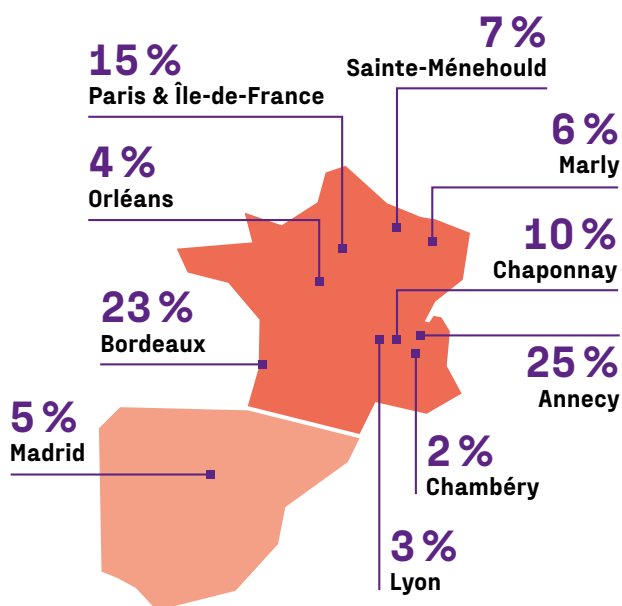 7 %
Sainte-Ménehould
15 %
Paris & Île-de-France
6 %
Marly
4 %
Orléans
10 %
Chaponnay
23 %
Bordeaux
25 %
Annecy
5 %
Madrid
2 %
Chambéry
3 %
Lyon